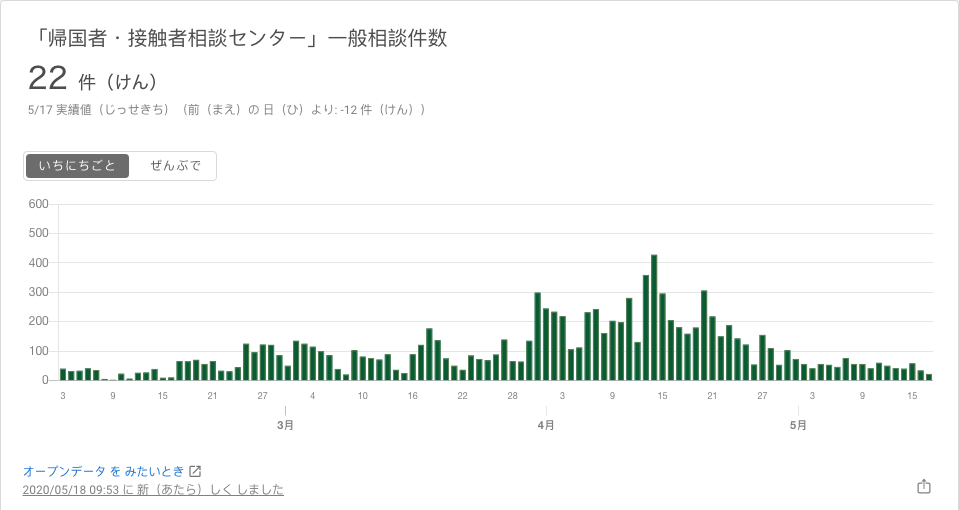 「帰国者・接触者相談センター」一般相談件数
22 件（けん）
5/17 実績値（じっせきち）（前（まえ）の 日（ひ）より: -12 件（けん））
いちにちごと ぜんぶで
600
500
400
300
200
100
0
3 9 15 21 27 4 10 16 22 28 3 9 15 21 27 3 9 15
3月 4月 5月
オープンデータ を みたいとき
2020/05/18 09:53 に 新（あたら）しく しました